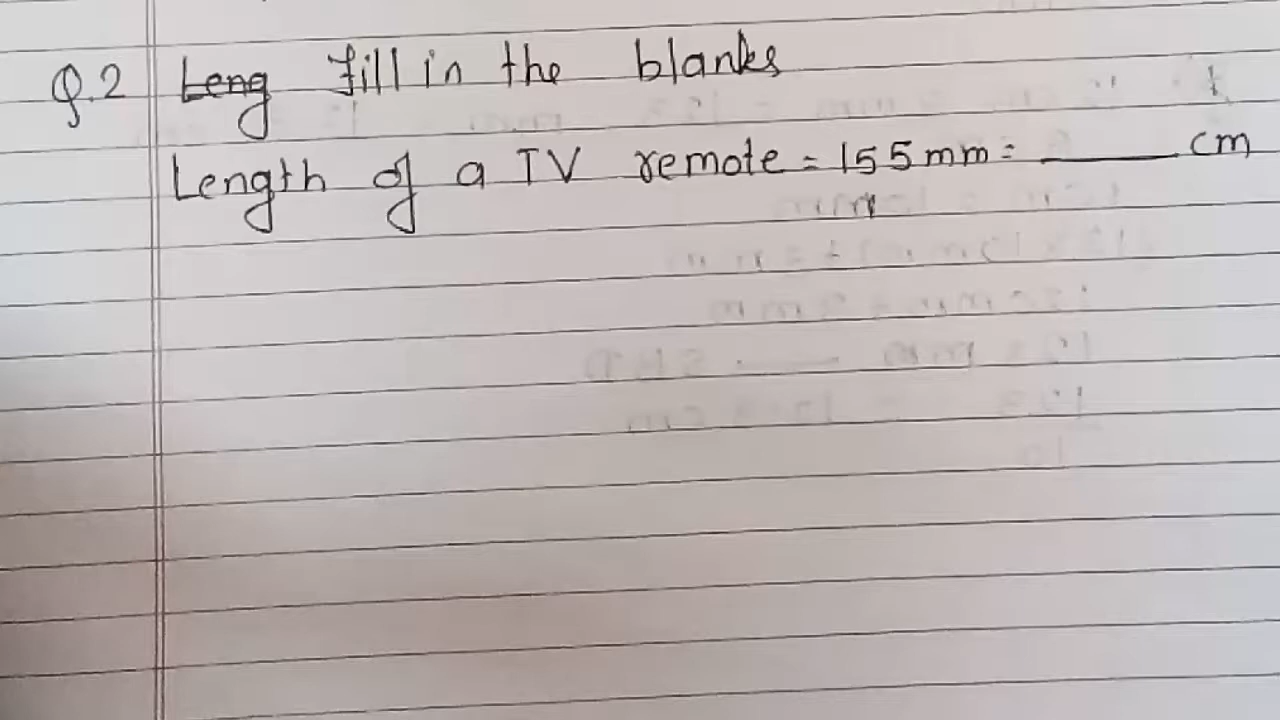 Q.2 Leng fill in the blanks
Length of a TV remote = 155 mm = ____ cm